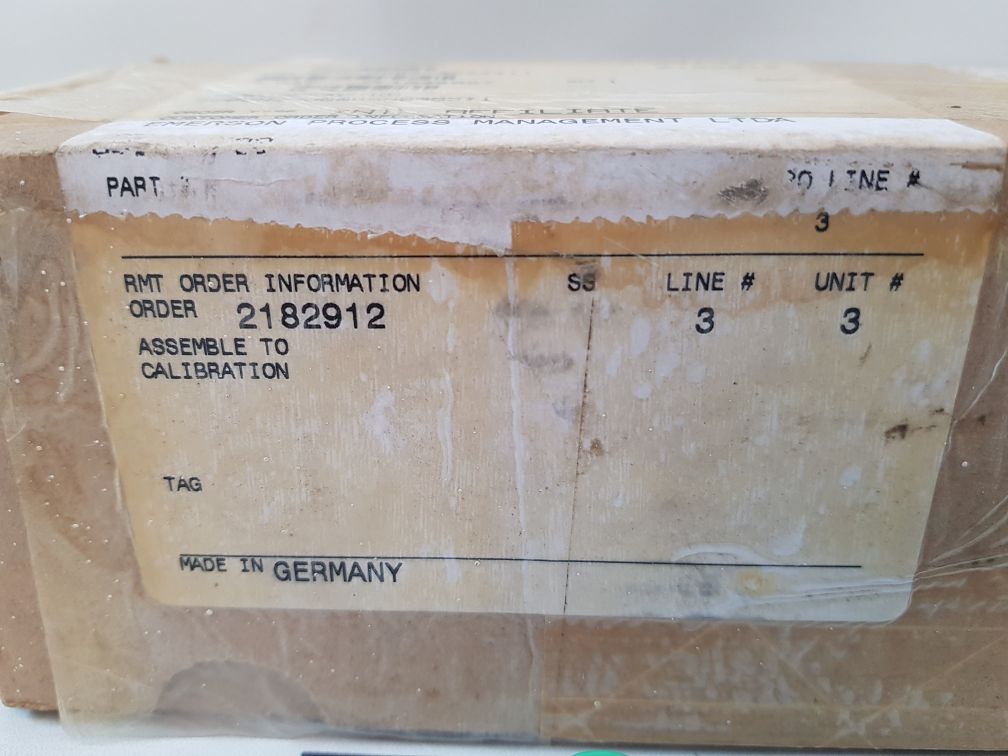 AFFILIATE
EMERSON PROCESS MANAGEMENT LTDA
PART LINE #
3
RMT ORDER INFORMATION SS LINE # UNIT #
ORDER 2182912 3 3
ASSEMBLE TO
CALIBRATION
TAG
MADE IN GERMANY